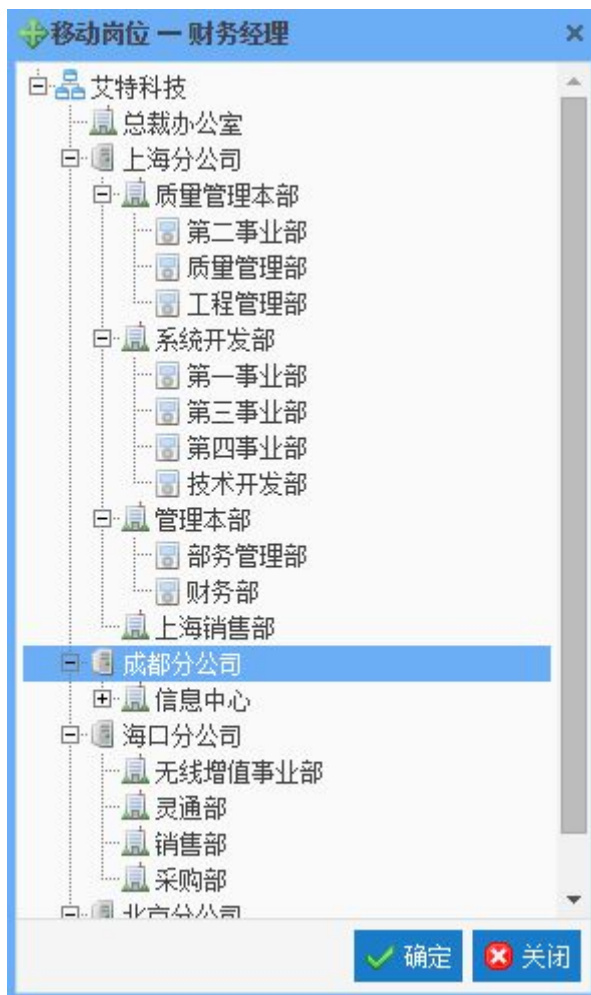 移动岗位 — 财务经理
艾特科技
总裁办公室
上海分公司
质量管理本部
第二事业部
质量管理部
工程管理部
系统开发部
第一事业部
第三事业部
第四事业部
技术开发部
管理本部
部务管理部
财务部
上海销售部
成都分公司
信息中心
海口分公司
无线增值事业部
灵通部
销售部
采购部
北京分公司
确定 关闭